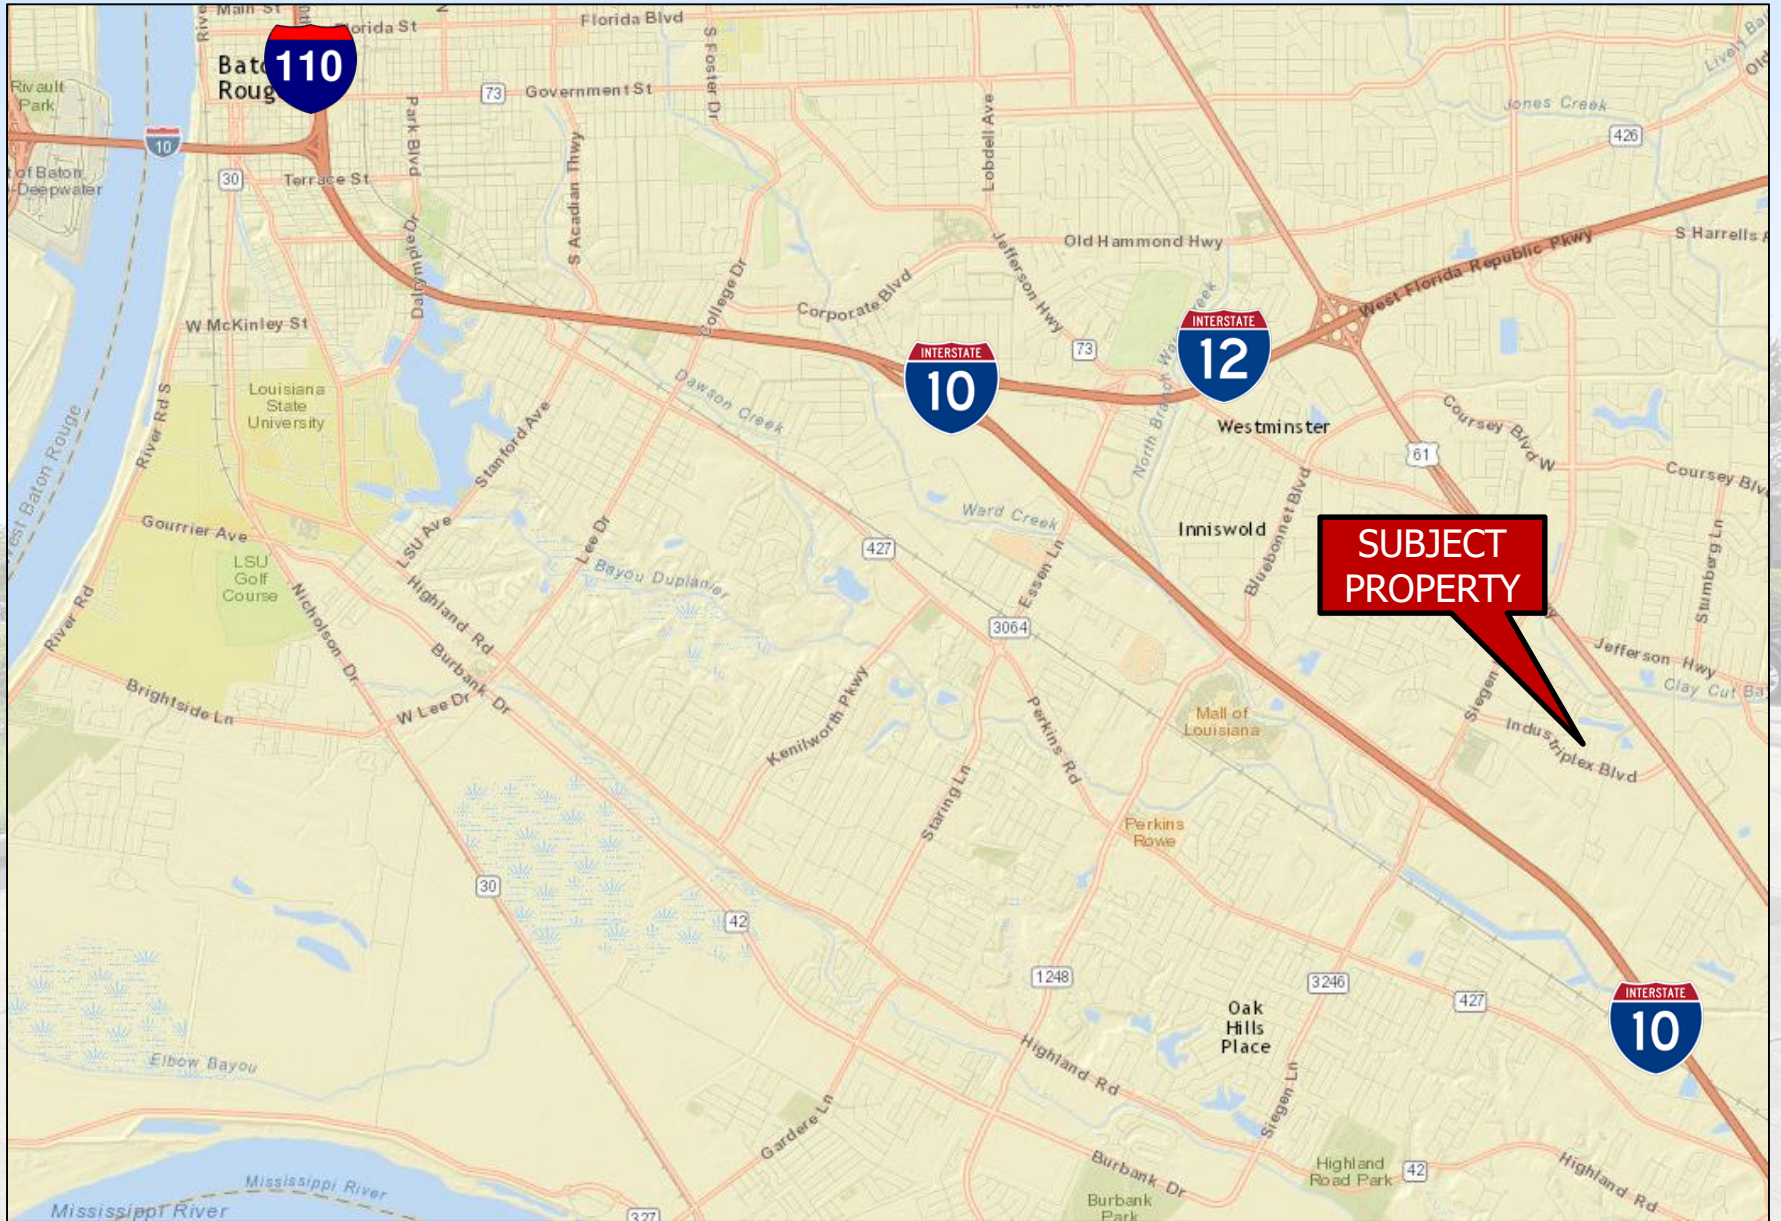 Main St
Florida Blvd
110
Baton
Rouge
Rivault
Park
73
Government St
S Foster Dr
Park Blvd
S Acadian Thwy
Lobdell Ave
Jones Creek
426
10
30
Terrace St
Dalrymple Dr
Old Hammond Hwy
S Harrells
West Florida Republic Pkwy
College Dr
Corporate Blvd
Jefferson Hwy
73
W McKinley St
INTERSTATE
12
INTERSTATE
10
Dawson Creek
Louisiana
State
University
River Rd S
Stanford Ave
Westminster
Coursey Blvd W
61
Coursey Blv
West Baton Rouge
North Branch
Ward Creek
Inniswold
Bluebonnet Blvd
Gourrier Ave
LSU Ave
Lee Dr
427
Essen Ln
SUBJECT
PROPERTY
Stumberg Ln
LSU
Golf
Course
Bayou Duplantier
Nicholson Dr
Highland Rd
River Rd
3064
Jefferson Hwy
Clay Cut Ba
Burbank Dr
Brightside Ln
W Lee Dr
Kenilworth Pkwy
Perkins Rd
Mall of
Louisiana
Siegen
Industriplex Blvd
Staring Ln
Perkins
Rowe
30
42
1248
3246
427
Oak
Hills
Place
INTERSTATE
10
Elbow Bayou
Highland Rd
Siegen Ln
Gardere Ln
Burbank Dr
Highland
Road Park
42
Highland Rd
Mississippi River
Mississippi River
327
Burbank
Park